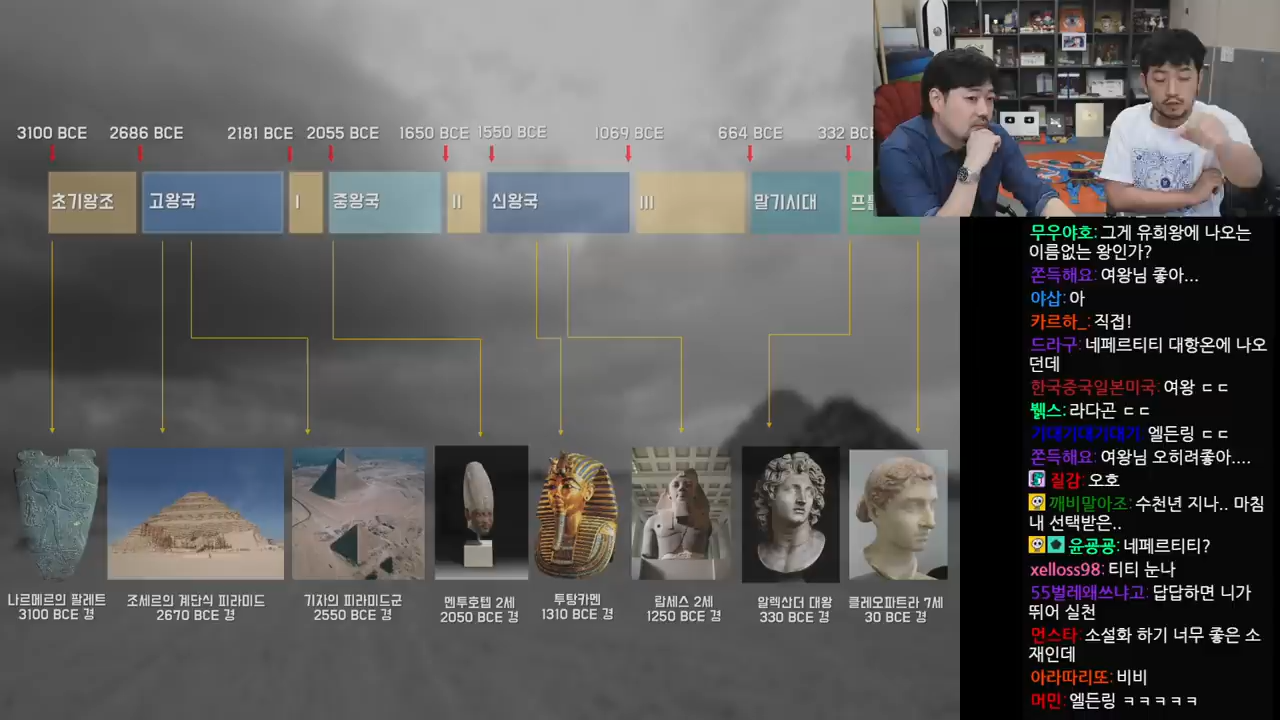 3100 BCE 2686 BCE 2181 BCE 2055 BCE 1650 BCE 1550 BCE 1069 BCE 664 BCE 332 BCE
초기왕조 고왕국 I 중왕국 II 신왕국 III 말기시대
나르메르의 팔레트
3100 BCE 경
조세르의 계단식 피라미드
2670 BCE 경
기자의 피라미드군
2550 BCE 경
멘투호텝 2세
2050 BCE 경
투탕카멘
1310 BCE 경
람세스 2세
1250 BCE 경
알렉산더 대왕
330 BCE 경
클레오파트라 7세
30 BCE 경
무우야호: 그게 유희왕에 나오는
이름없는 왕인가?
쫀득해요: 여왕님 좋아...
야삽: 아
카르하_: 직접!
드라구: 네페르티티 대항온에 나오
던데
한국중국일본미국: 여왕 ㄷㄷ
뷁스: 라다곤 ㄷㄷ
기대기대기대기: 엘든링 ㄷㄷ
쫀득해요: 여왕님 오히려좋아....
질감: 오호
깨비말아조: 수천년 지나.. 마침
내 선택받은..
윤굥굥: 네페르티티?
xelloss98: 티티 눈나
55벌레왜쓰냐고: 답답하면 니가
뛰어 실천
먼스타: 소설화 하기 너무 좋은 소
재인데
아라따리또: 비비
머민: 엘든링 ㅋㅋㅋㅋㅋ